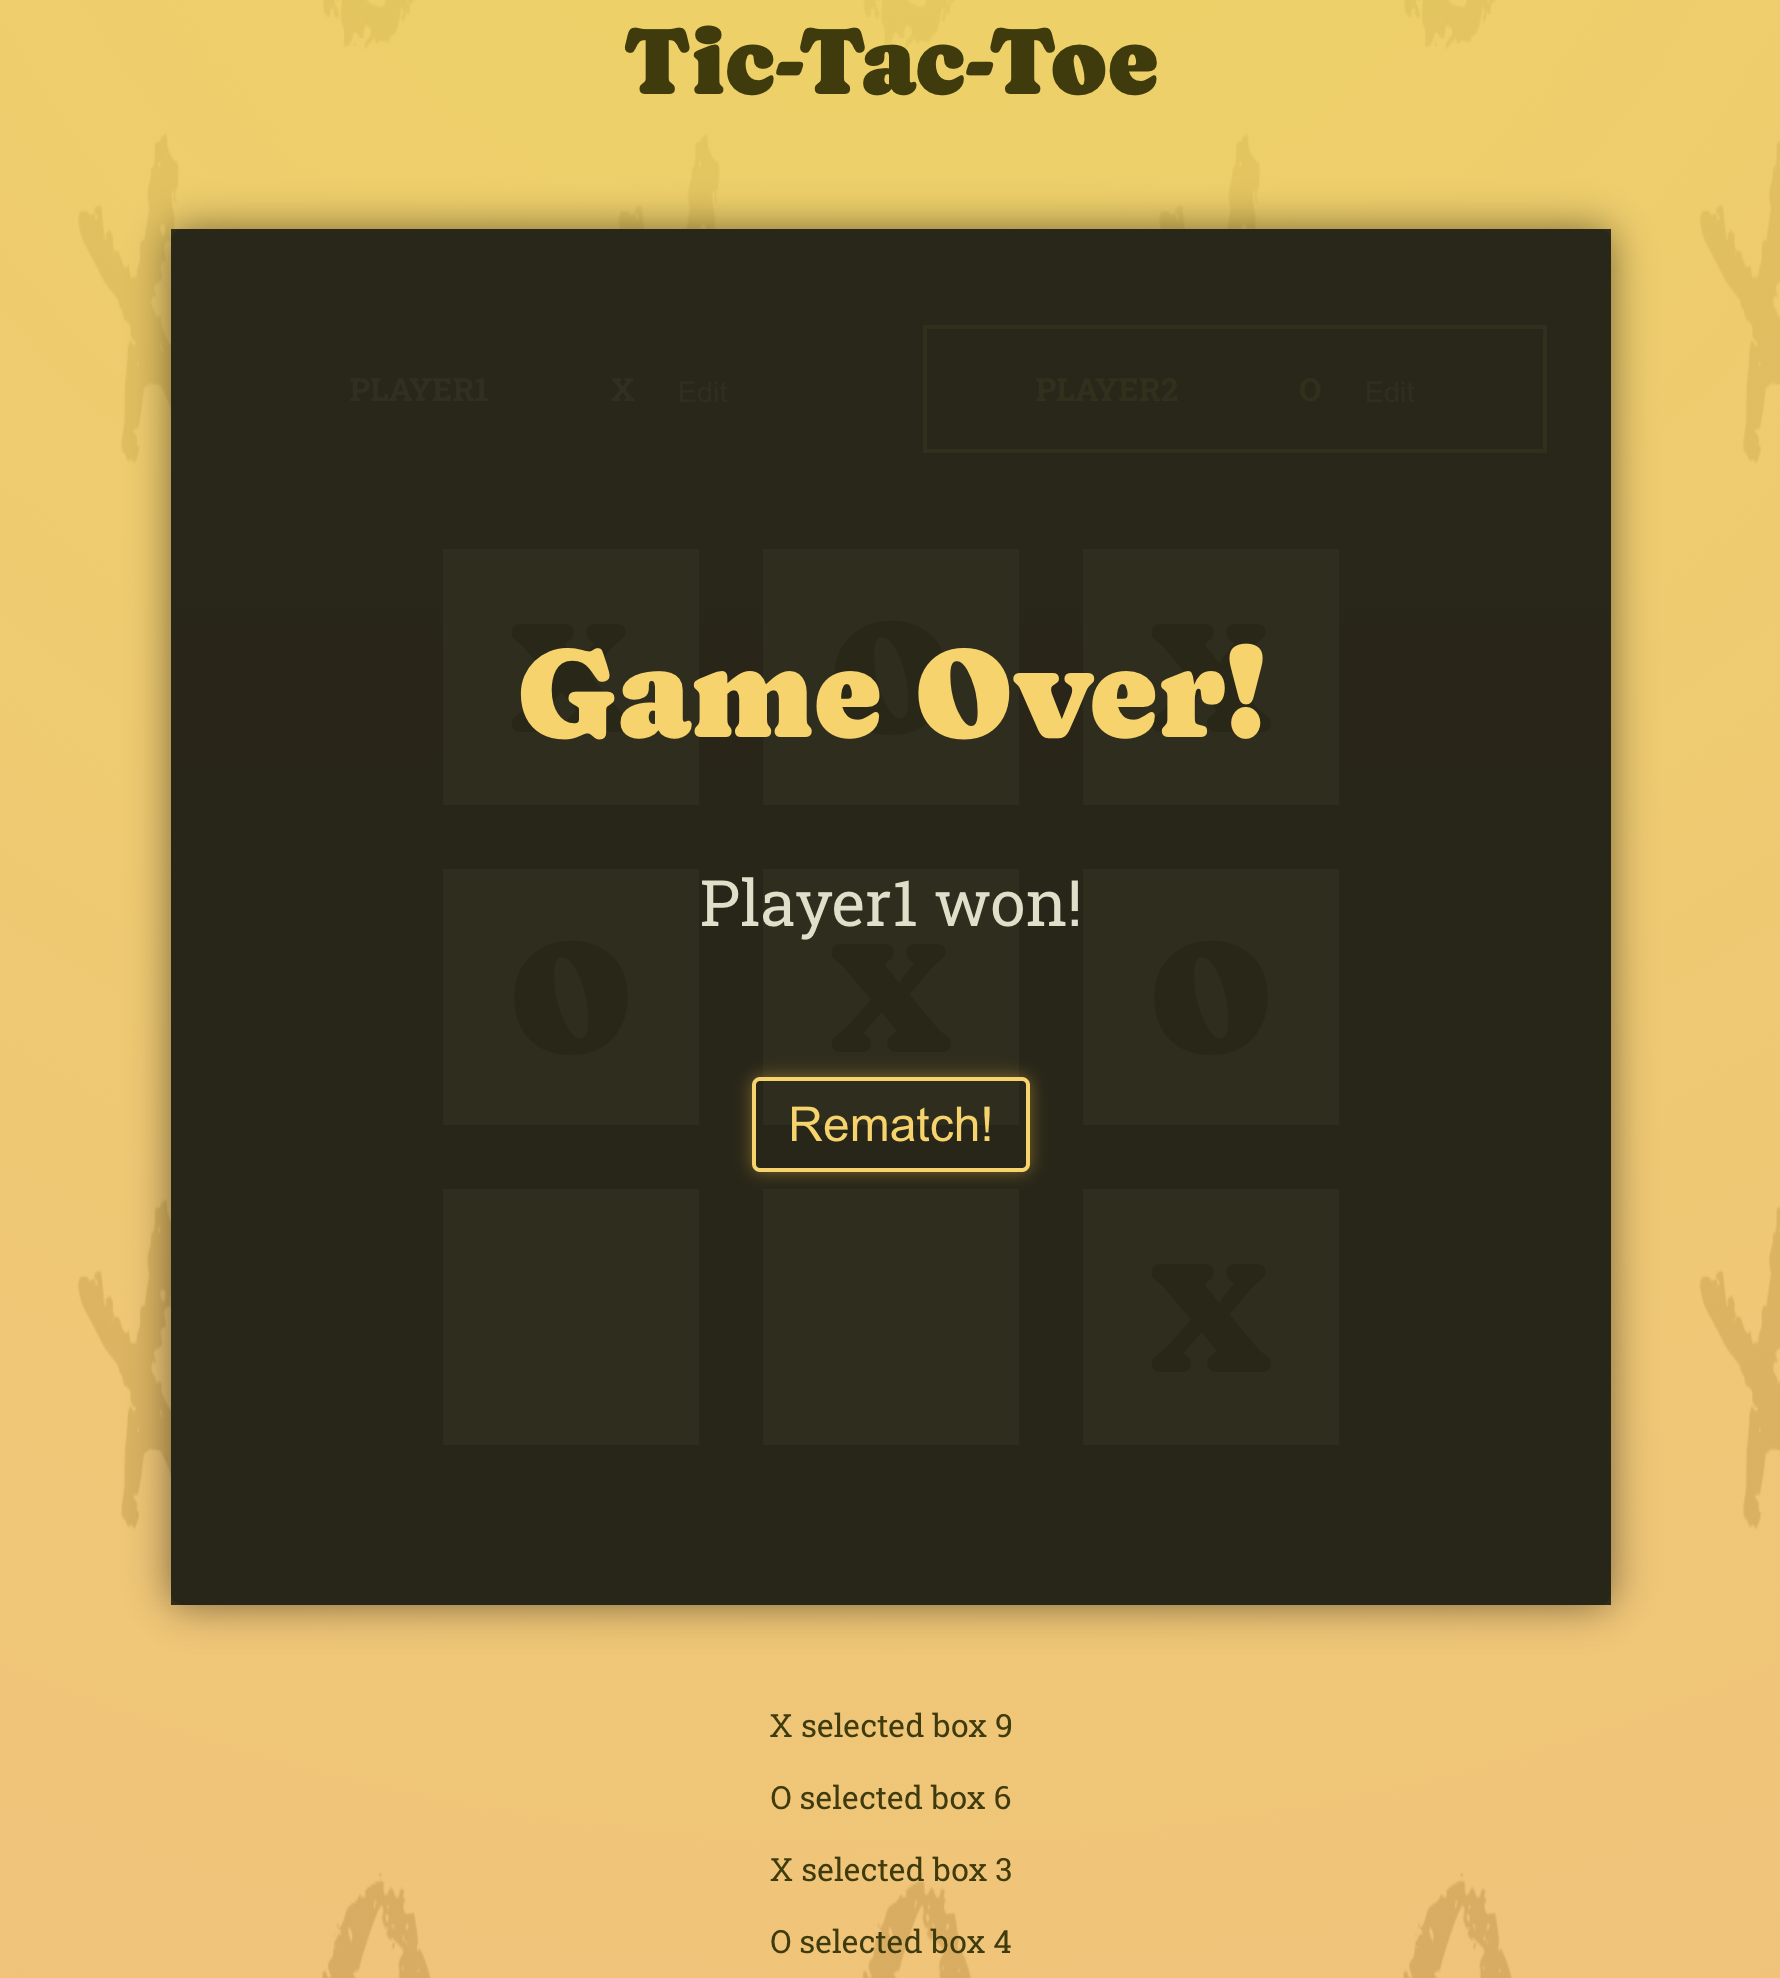 Tic-Tac-Toe
PLAYER1 X Edit PLAYER2 O Edit
X O X
Game Over!
Player1 won!
O X O
Rematch!
X
X selected box 9
O selected box 6
X selected box 3
O selected box 4